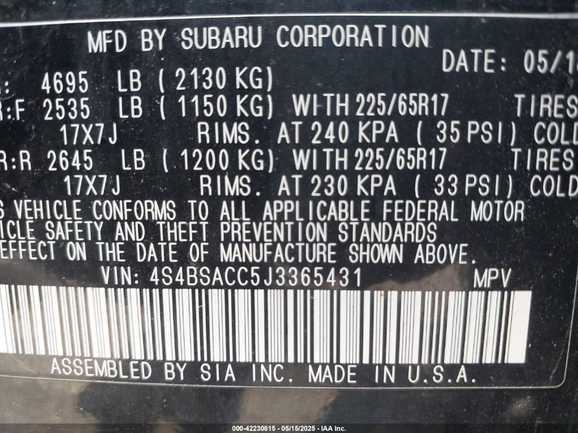 MFD BY SUBARU CORPORATION
DATE: 05/18
4695 LB (2130 KG)
R:F 2535 LB (1150 KG) WITH 225/65R17 TIRES
17X7J RIMS. AT 240 KPA (35 PSI) COLD
R:R 2645 LB (1200 KG) WITH 225/65R17 TIRES
17X7J RIMS. AT 230 KPA (33 PSI) COLD
VEHICLE CONFORMS TO ALL APPLICABLE FEDERAL MOTOR
SAFETY AND THEFT PREVENTION STANDARDS
EFFECT ON THE DATE OF MANUFACTURE SHOWN ABOVE.
VIN: 4S4BSACC5J3365431 MPV
ASSEMBLED BY SIA INC. MADE IN U.S.A.
000-42230615 - 05/15/2025 - IAA Inc.